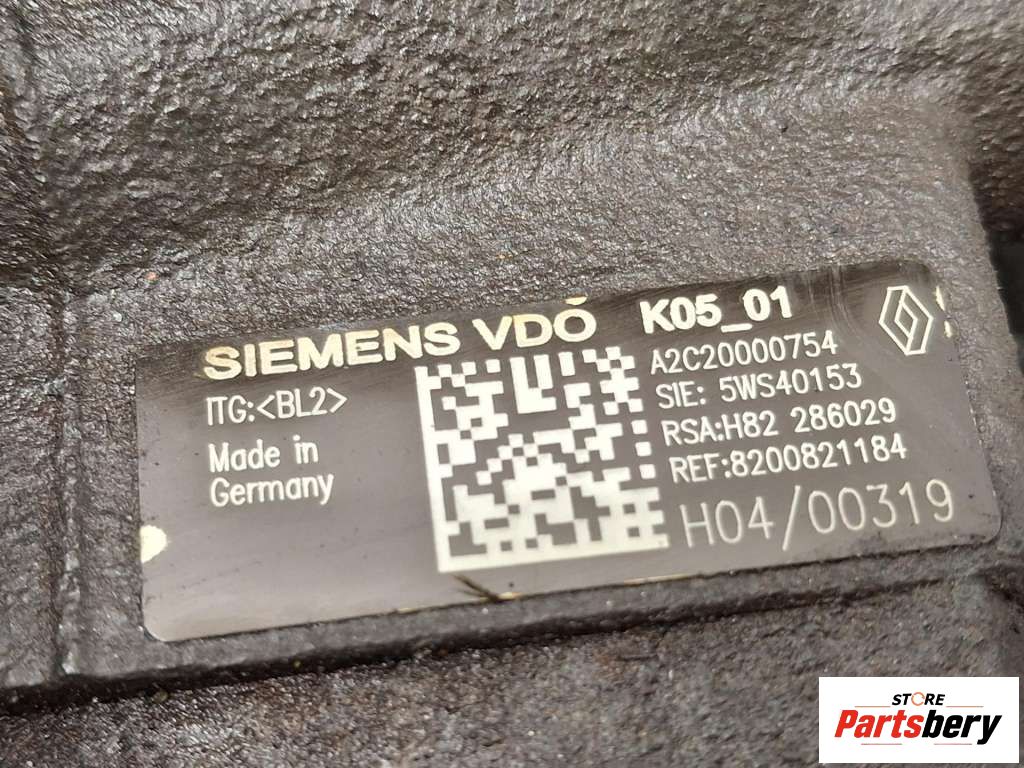 SIEMENS VDO K05_01
ITG:<BL2>
Made in
Germany
A2C20000754
SIE: 5WS40153
RSA:H82 286029
REF:8200821184
H04/00319
STORE
Partsbery